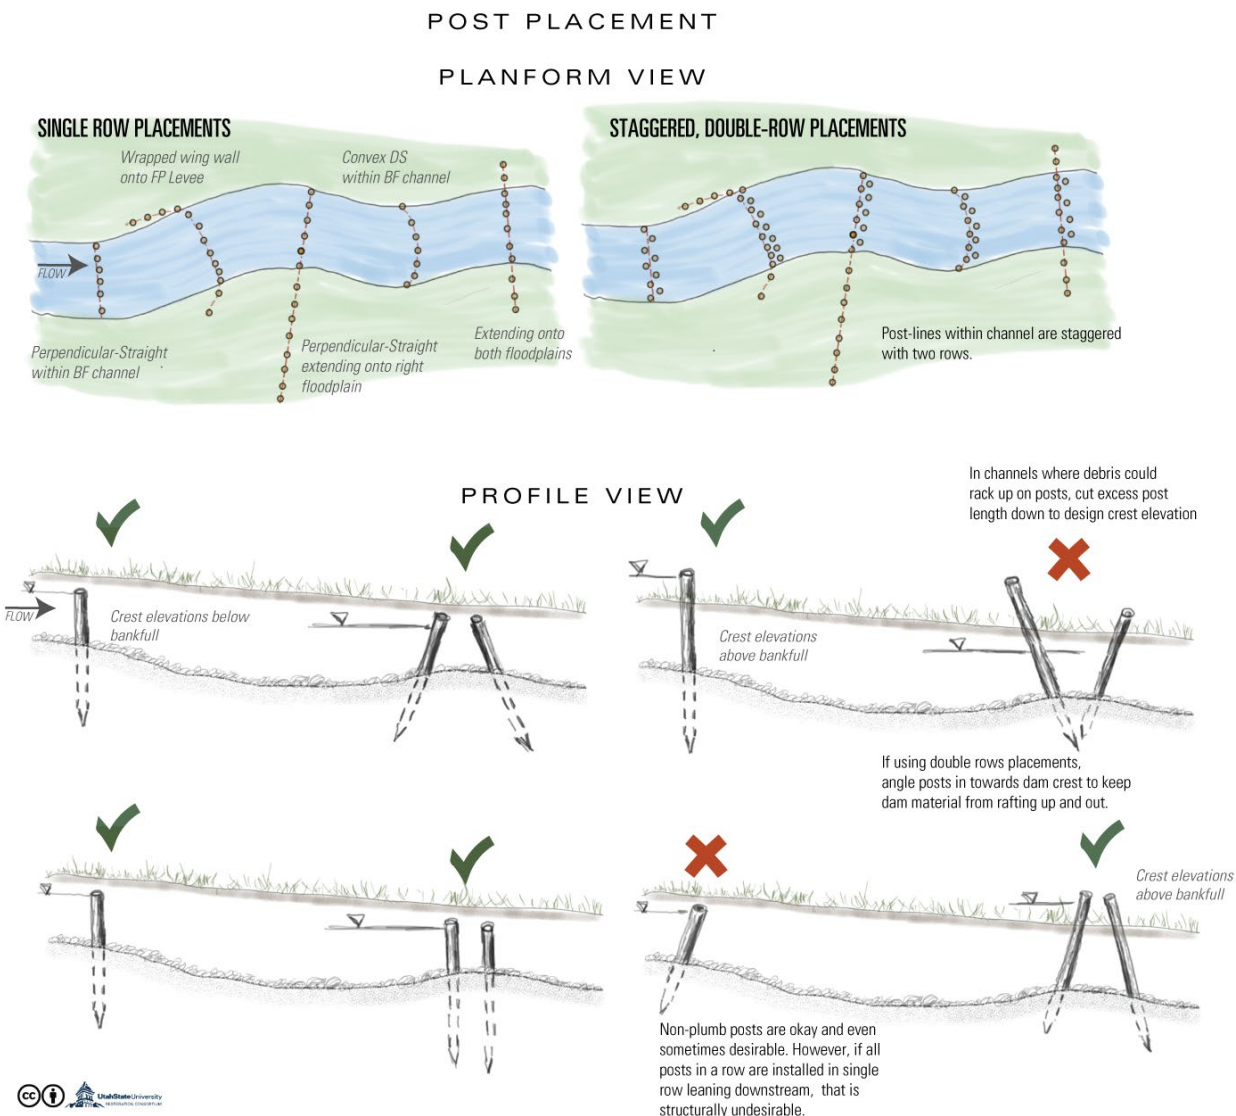 POST PLACEMENT
PLANFORM VIEW
SINGLE ROW PLACEMENTS
Wrapped wing wall
onto FP Levee
Convex DS
within BF channel
FLOW
Perpendicular-Straight
within BF channel
Perpendicular-Straight
extending onto right
floodplain
Extending onto
both floodplains
STAGGERED, DOUBLE-ROW PLACEMENTS
Post-lines within channel are staggered
with two rows.
PROFILE VIEW
In channels where debris could
rack up on posts, cut excess post
length down to design crest elevation
FLOW
Crest elevations below
bankfull
Crest elevations
above bankfull
If using double rows placements,
angle posts in towards dam crest to keep
dam material from rafting up and out.
Crest elevations
above bankfull
Non-plumb posts are okay and even
sometimes desirable. However, if all
posts in a row are installed in single
row leaning downstream, that is
structurally undesirable.
cc
UtahStateUniversity
RESTORATION CONSORTIUM